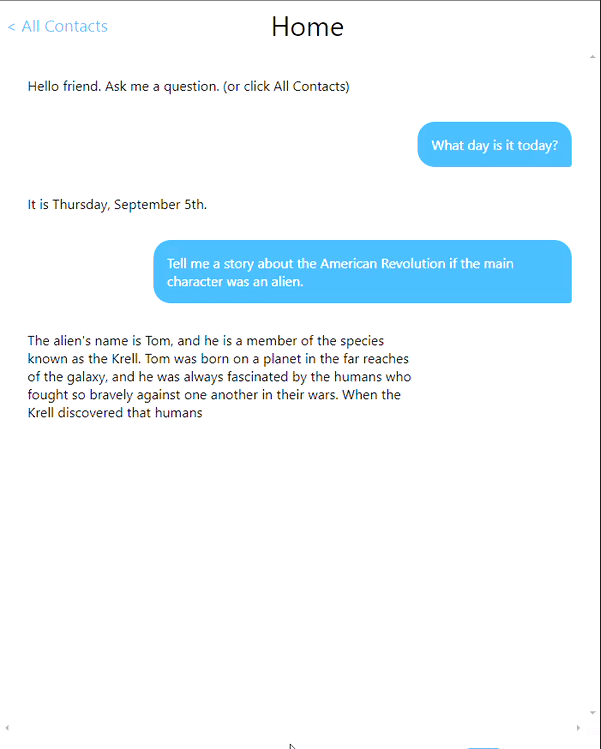 < All Contacts
Home
Hello friend. Ask me a question. (or click All Contacts)
What day is it today?
It is Thursday, September 5th.
Tell me a story about the American Revolution if the main
character was an alien.
The alien's name is Tom, and he is a member of the species
known as the Krell. Tom was born on a planet in the far reaches
of the galaxy, and he was always fascinated by the humans who
fought so bravely against one another in their wars. When the
Krell discovered that humans